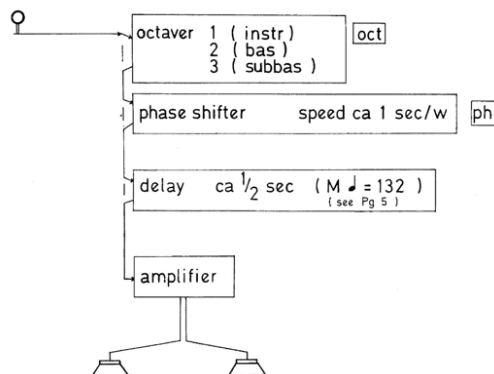 octaver 1 ( instr) oct
2 ( bas )
3 ( subbas )
phase shifter speed ca 1 sec/w ph
delay ca 1/2 sec ( M ♩ = 132 )
( see Pg 5 )
amplifier